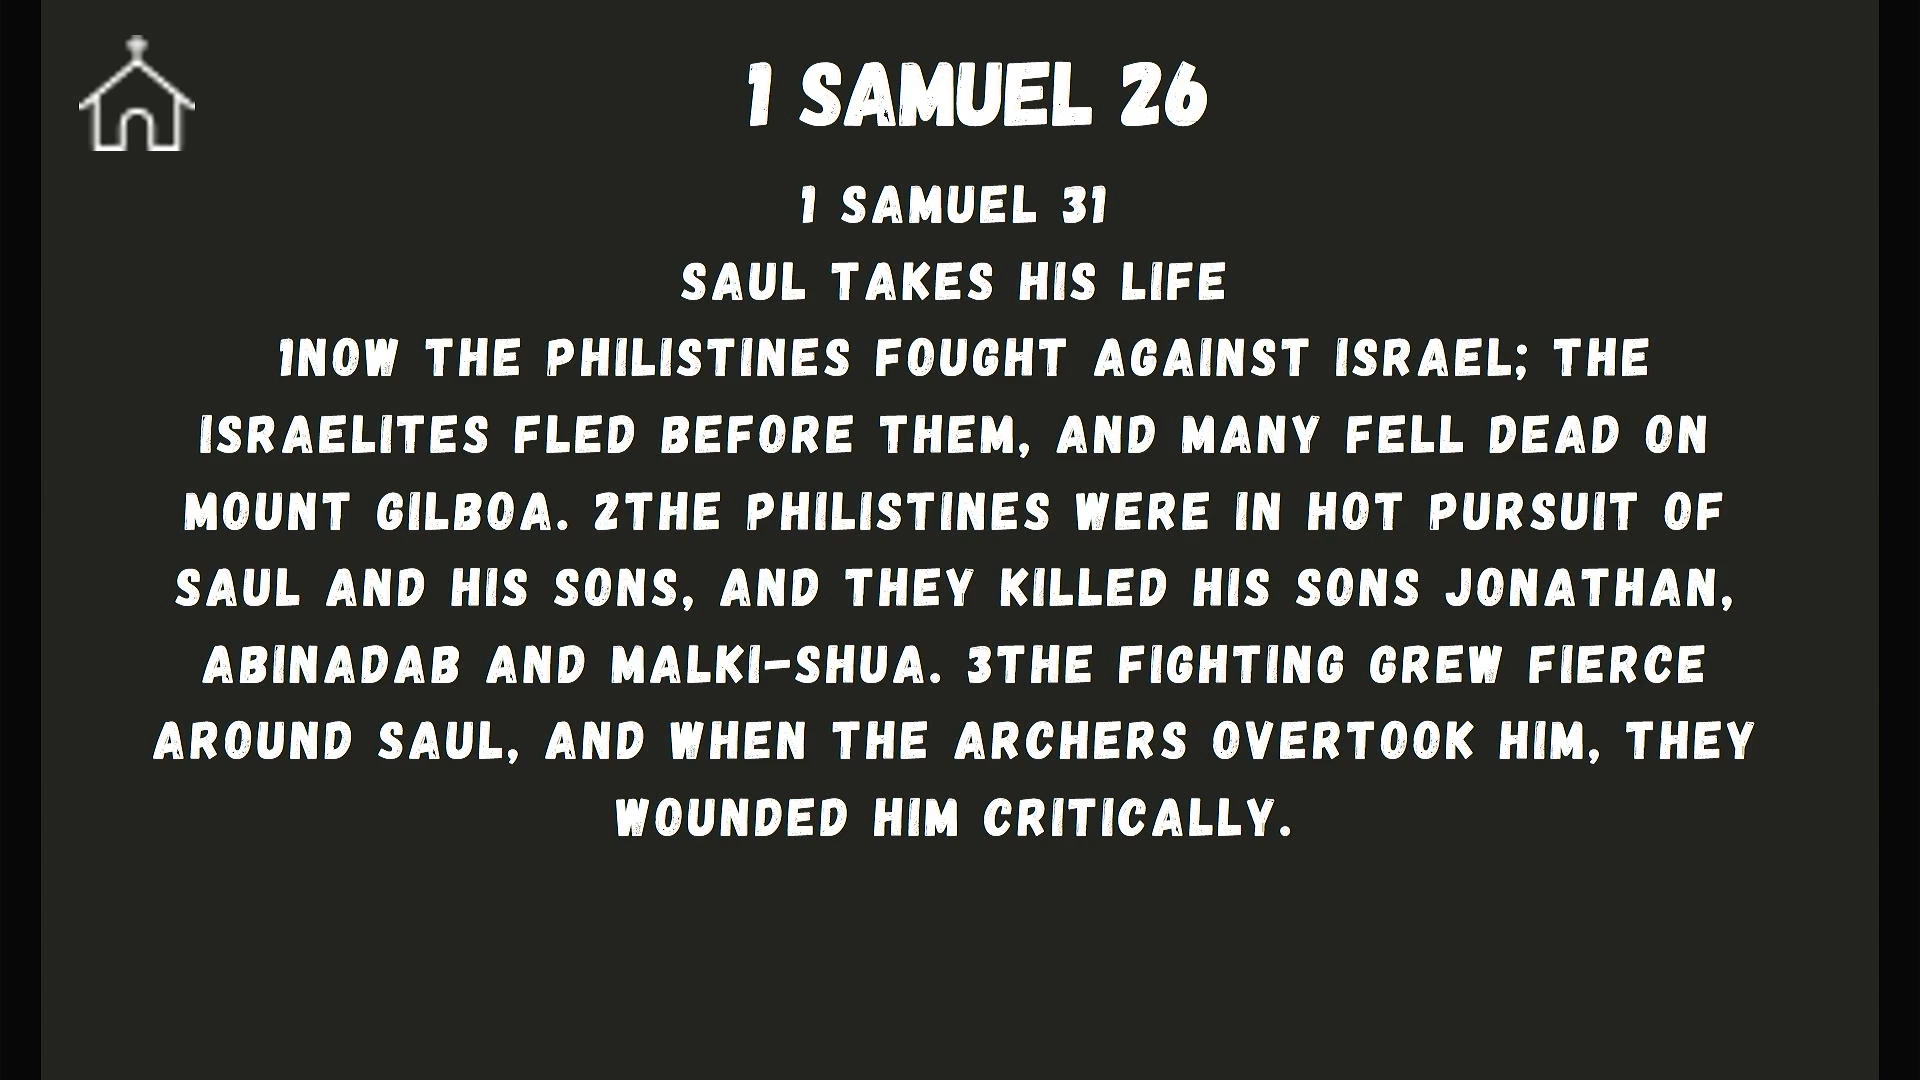 1 SAMUEL 26
1 SAMUEL 31
SAUL TAKES HIS LIFE
1NOW THE PHILISTINES FOUGHT AGAINST ISRAEL; THE
ISRAELITES FLED BEFORE THEM, AND MANY FELL DEAD ON
MOUNT GILBOA. 2THE PHILISTINES WERE IN HOT PURSUIT OF
SAUL AND HIS SONS, AND THEY KILLED HIS SONS JONATHAN,
ABINADAB AND MALKI-SHUA. 3THE FIGHTING GREW FIERCE
AROUND SAUL, AND WHEN THE ARCHERS OVERTOOK HIM, THEY
WOUNDED HIM CRITICALLY.